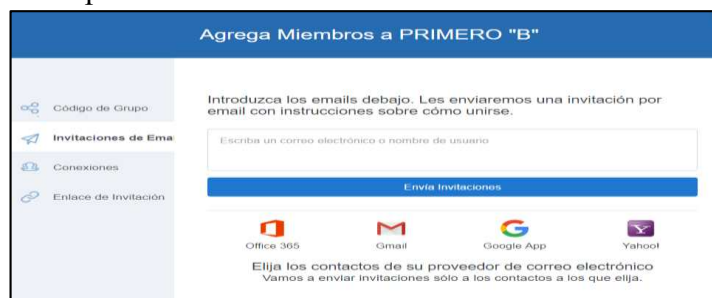 Agrega Miembros a PRIMERO "B"
Código de Grupo
Invitaciones de Ema
Conexiones
Enlace de Invitación
Introduzca los emails debajo. Les enviaremos una invitación por
email con instrucciones sobre cómo unirse.
Escriba un correo electrónico o nombre de usuario
Envía Invitaciones
Office 365
Gmail
Google App
Yahoo!
Elija los contactos de su proveedor de correo electrónico
Vamos a enviar invitaciones sólo a los contactos a los que elija.